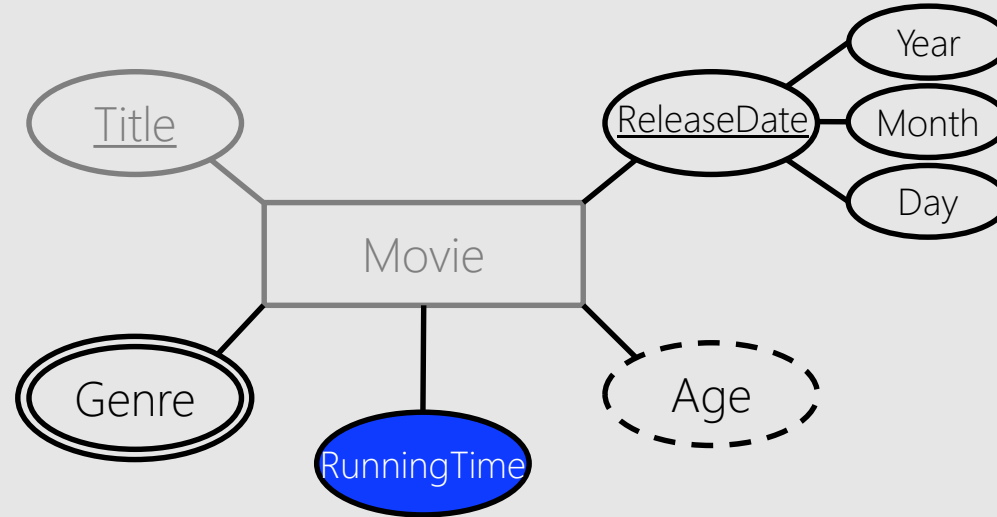 Year
Title
ReleaseDate
Month
Day
Movie
Genre
Age
RunningTime